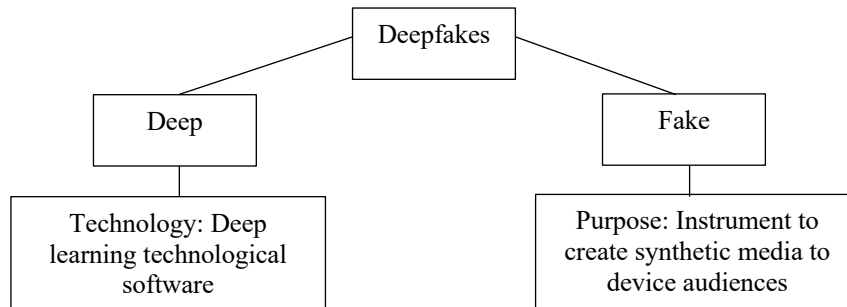 Deepfakes
Deep
Fake
Technology: Deep
learning technological
software
Purpose: Instrument to
create synthetic media to
device audiences